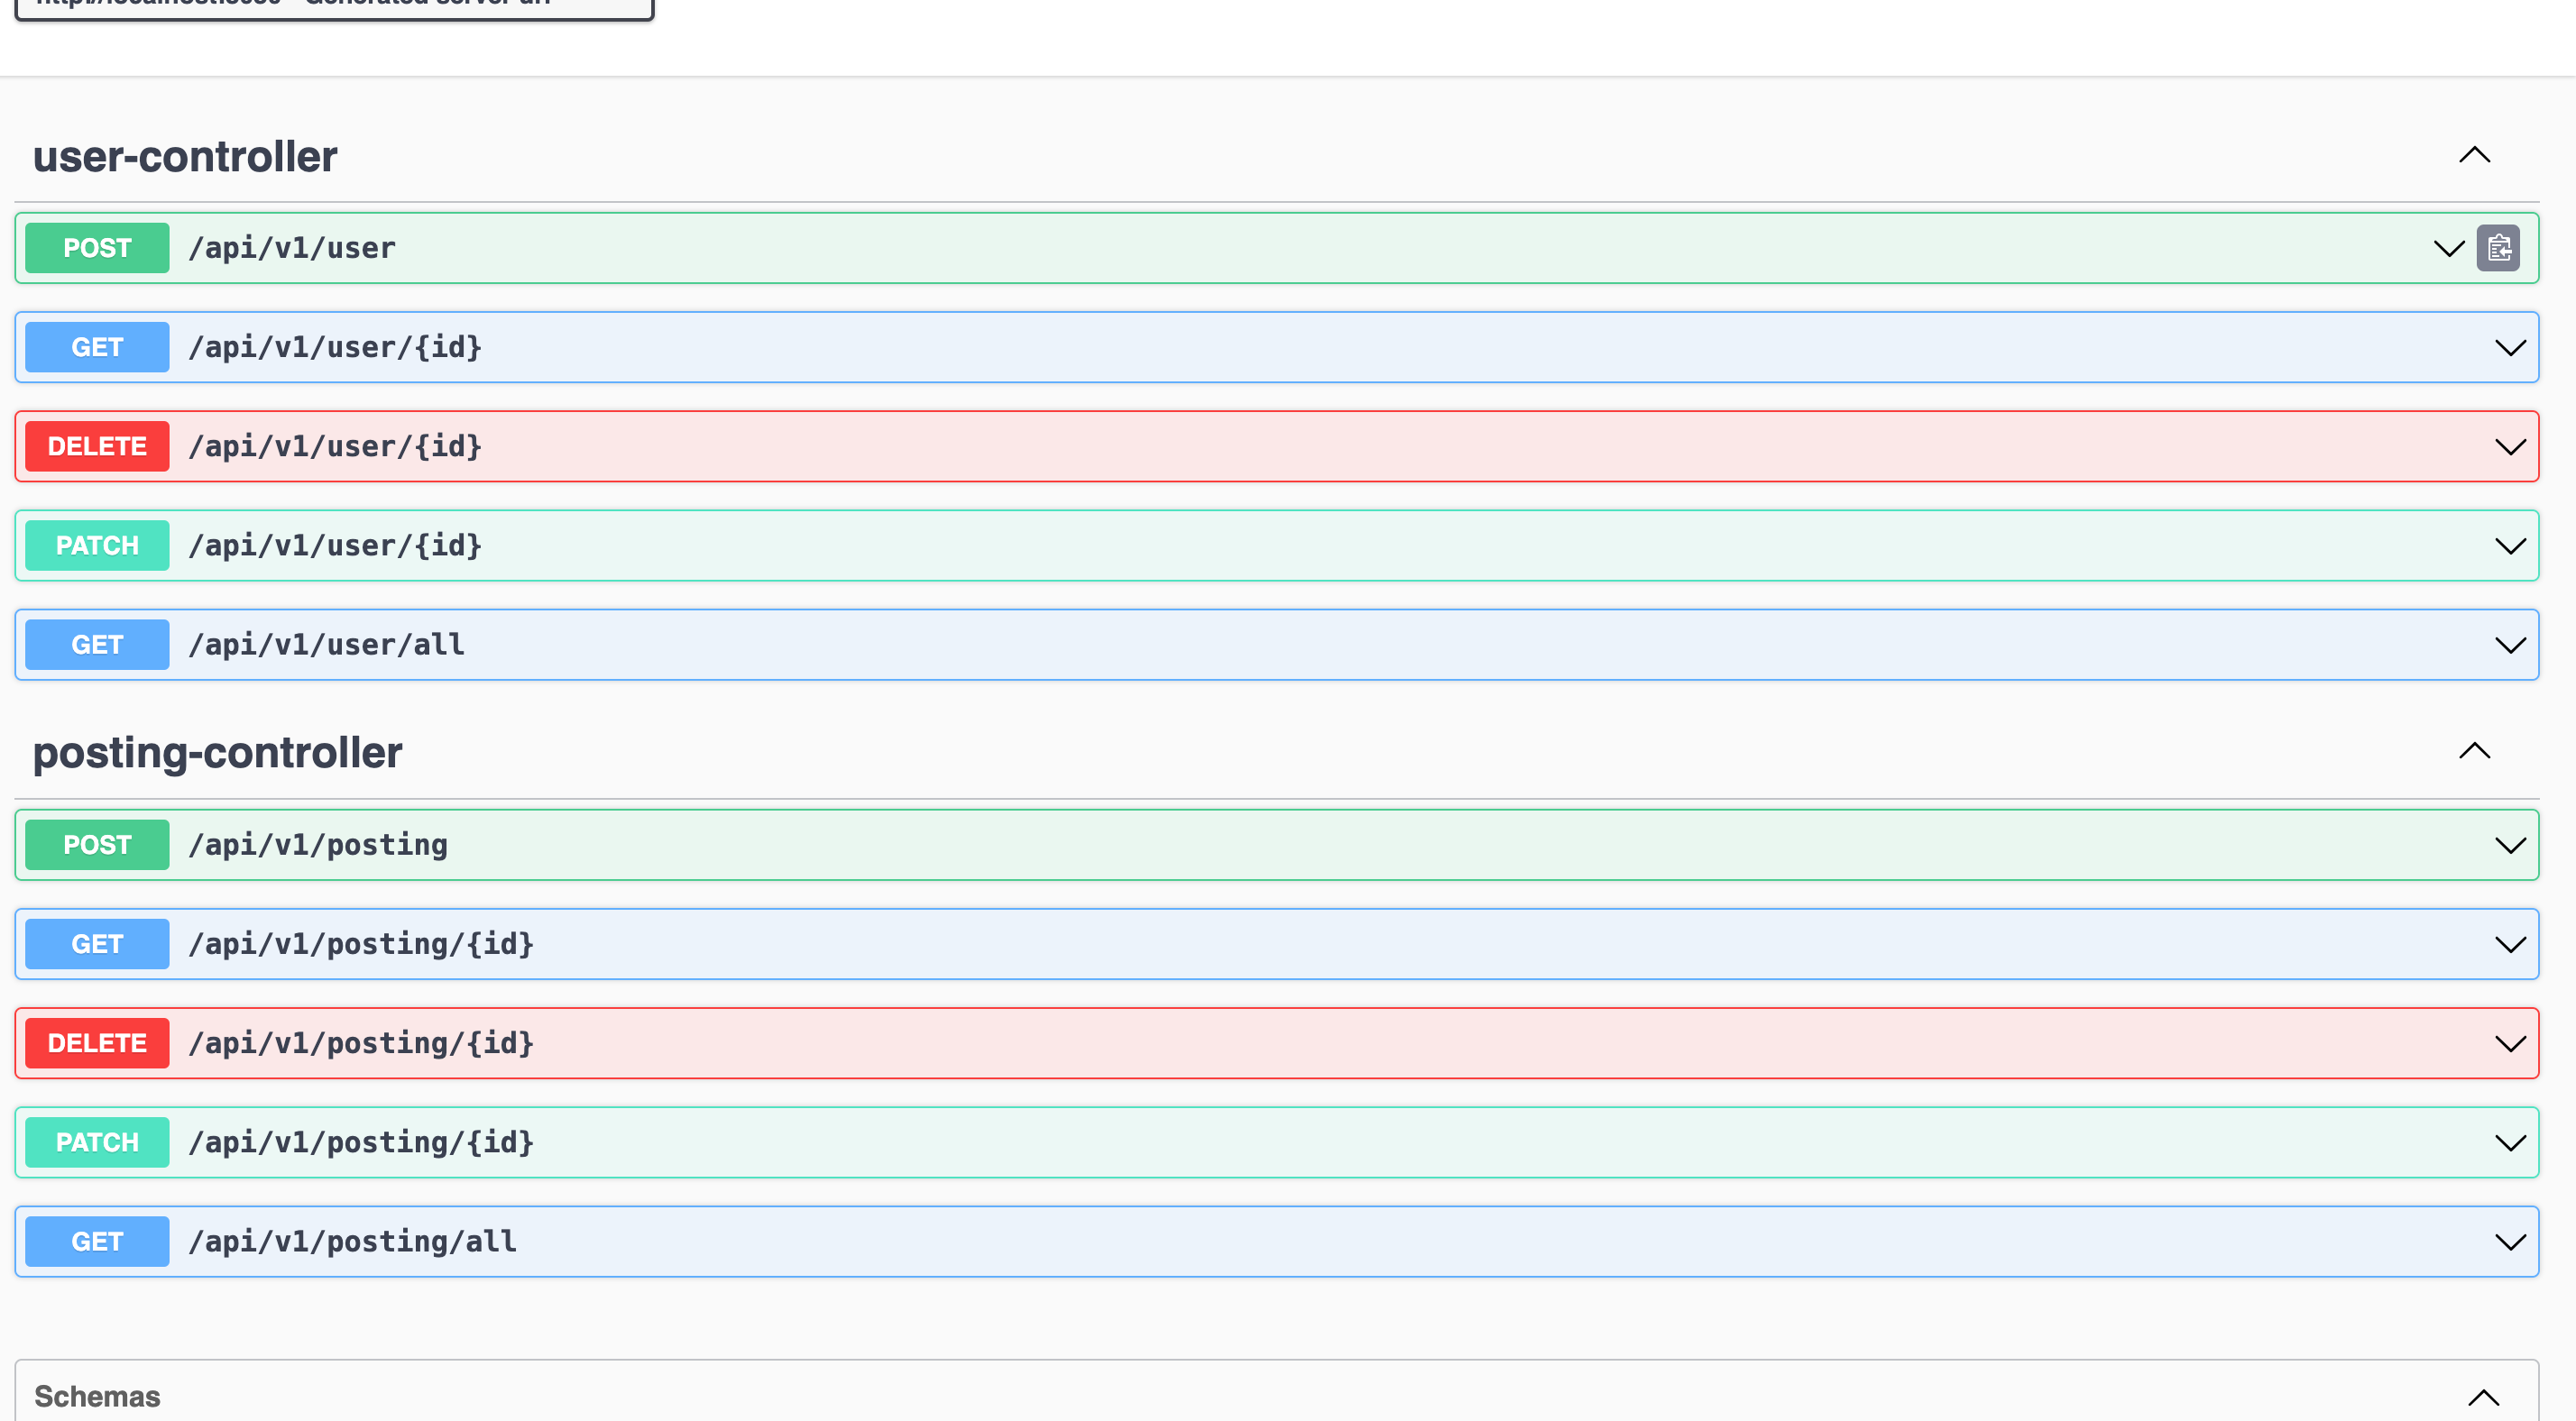 user-controller
POST /api/v1/user
GET /api/v1/user/{id}
DELETE /api/v1/user/{id}
PATCH /api/v1/user/{id}
GET /api/v1/user/all
posting-controller
POST /api/v1/posting
GET /api/v1/posting/{id}
DELETE /api/v1/posting/{id}
PATCH /api/v1/posting/{id}
GET /api/v1/posting/all
Schemas